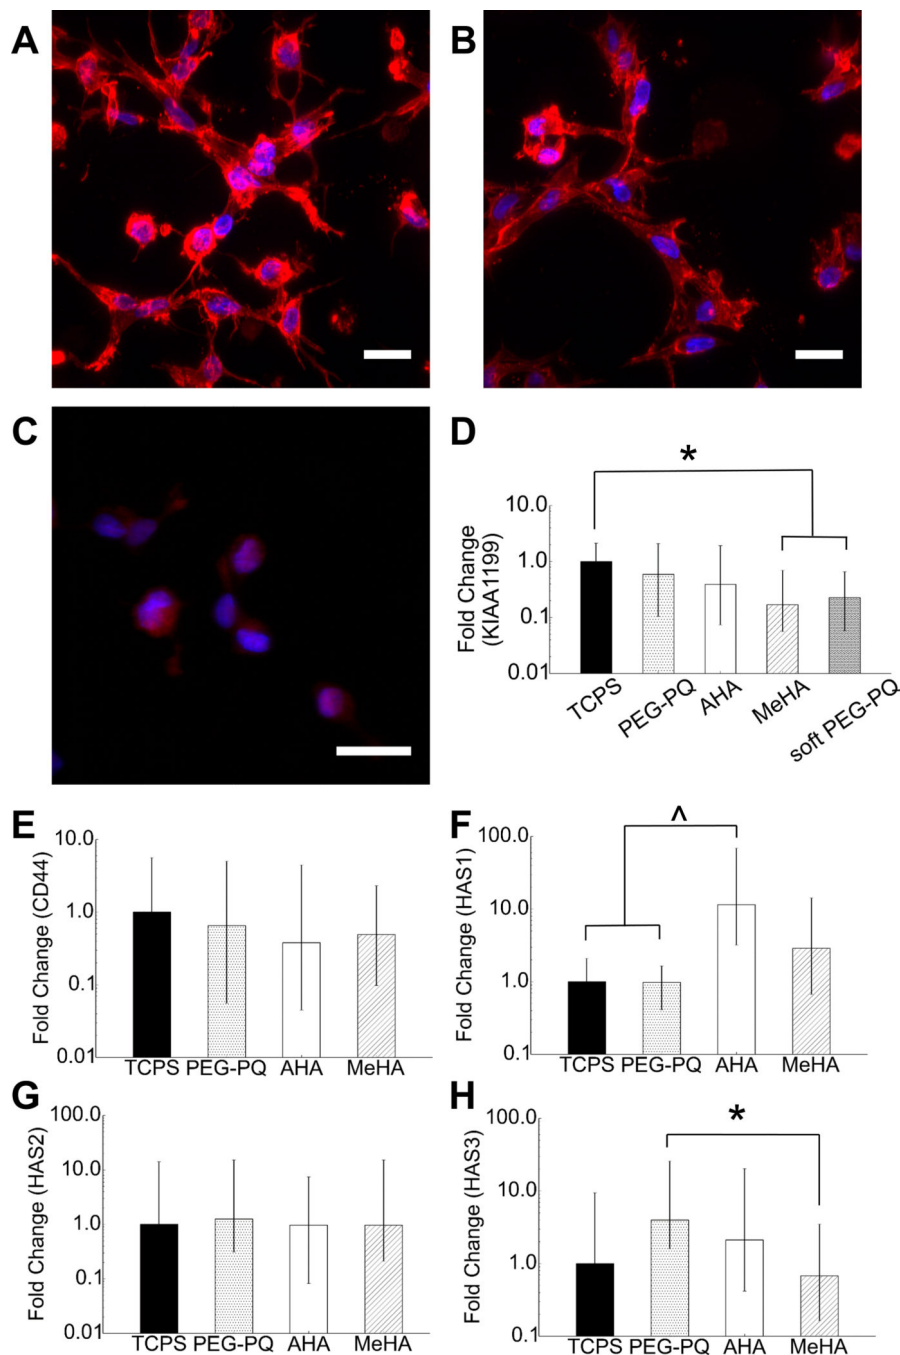 A
B
C
D
*
Fold Change
(KIAA1199)
10.0
1.0
0.1
0.01
TCPS
PEG-PQ
AHA
MeHA
soft PEG-PQ
E
Fold Change (CD44)
10.0
1.0
0.1
0.01
TCPS PEG-PQ AHA MeHA
F
^
Fold Change (HAS1)
100.0
10.0
1.0
0.1
TCPS PEG-PQ AHA MeHA
G
Fold Change (HAS2)
100.0
10.0
1.0
0.1
0.01
TCPS PEG-PQ AHA MeHA
H
*
Fold Change (HAS3)
100.0
10.0
1.0
0.1
TCPS PEG-PQ AHA MeHA